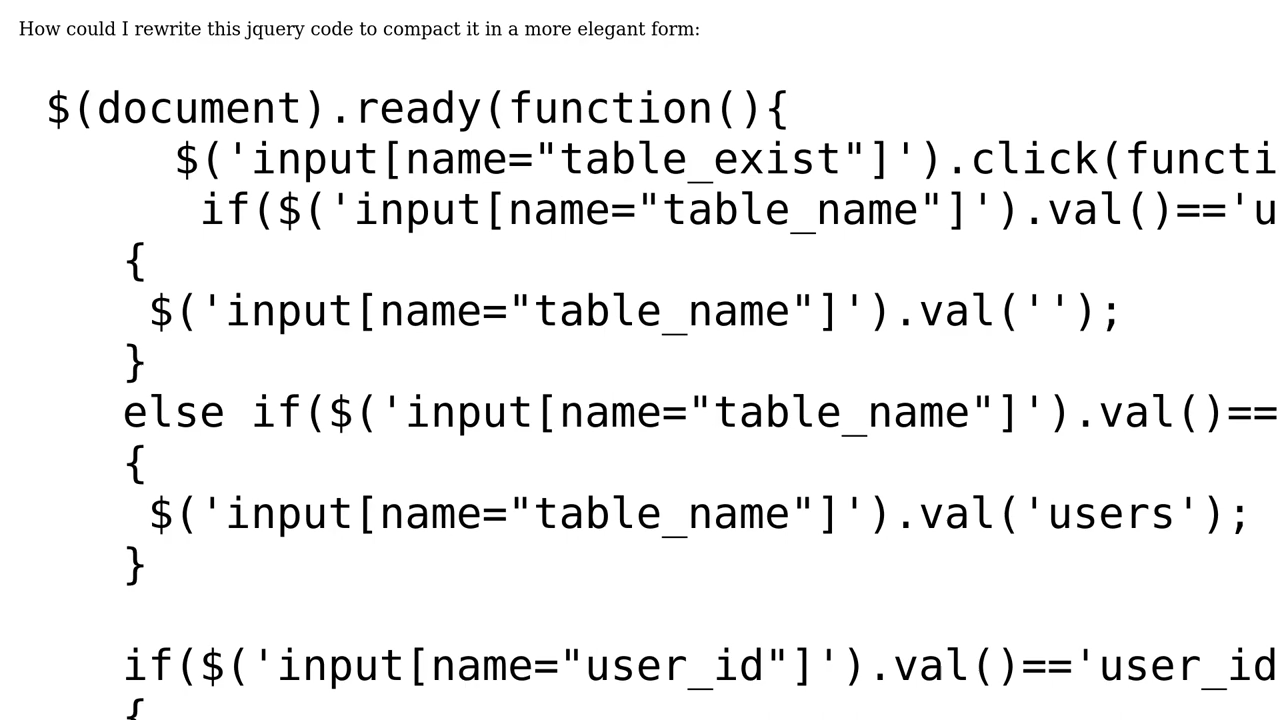 How could I rewrite this jquery code to compact it in a more elegant form:
$(document).ready(function(){
$('input[name="table_exist"]').click(functi
if($('input[name="table_name"]').val()=='u
{
$('input[name="table_name"]').val('');
}
else if($('input[name="table_name"]').val()==
{
$('input[name="table_name"]').val('users');
}
if($('input[name="user_id"]').val()=='user_id
{